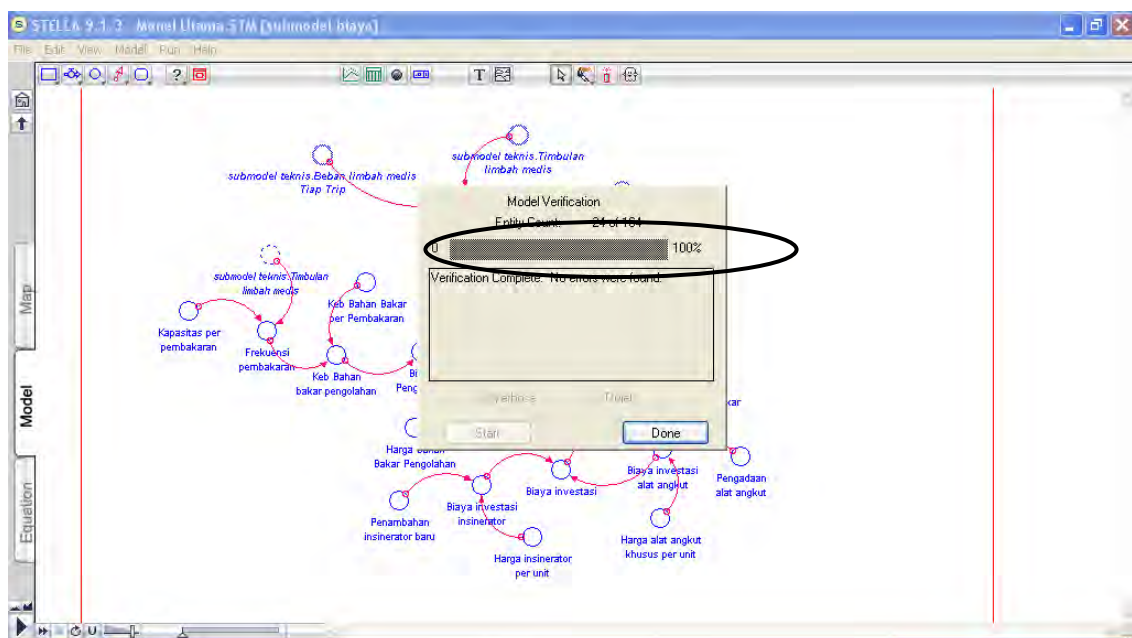 STELLA 9.1.3 - Model Utama.STM [submodel biaya]
File Edit View Model Run Help
T
submodel teknis.Timbulan
limbah medis
submodel teknis.Beban limbah medis
Tiap Trip
Model Verification
Entity Count:
0
100%
Verification Complete. No errors were found.
submodel teknis.Timbulan
limbah medis
Keb Bahan Bakar
per Pembakaran
Kapasitas per
pembakaran
Frekuensi
pembakaran
Keb Bahan
bakar pengolahan
Bi
Peng
Start
Done
Harga Bahan
Bakar Pengolahan
Biaya investasi
Biaya investasi
alat angkut
Pengadaan
alat angkut
Biaya investasi
insinerator
Penambahan
insinerator baru
Harga insinerator
per unit
Harga alat angkut
khusus per unit
Map
Model
Equation
U